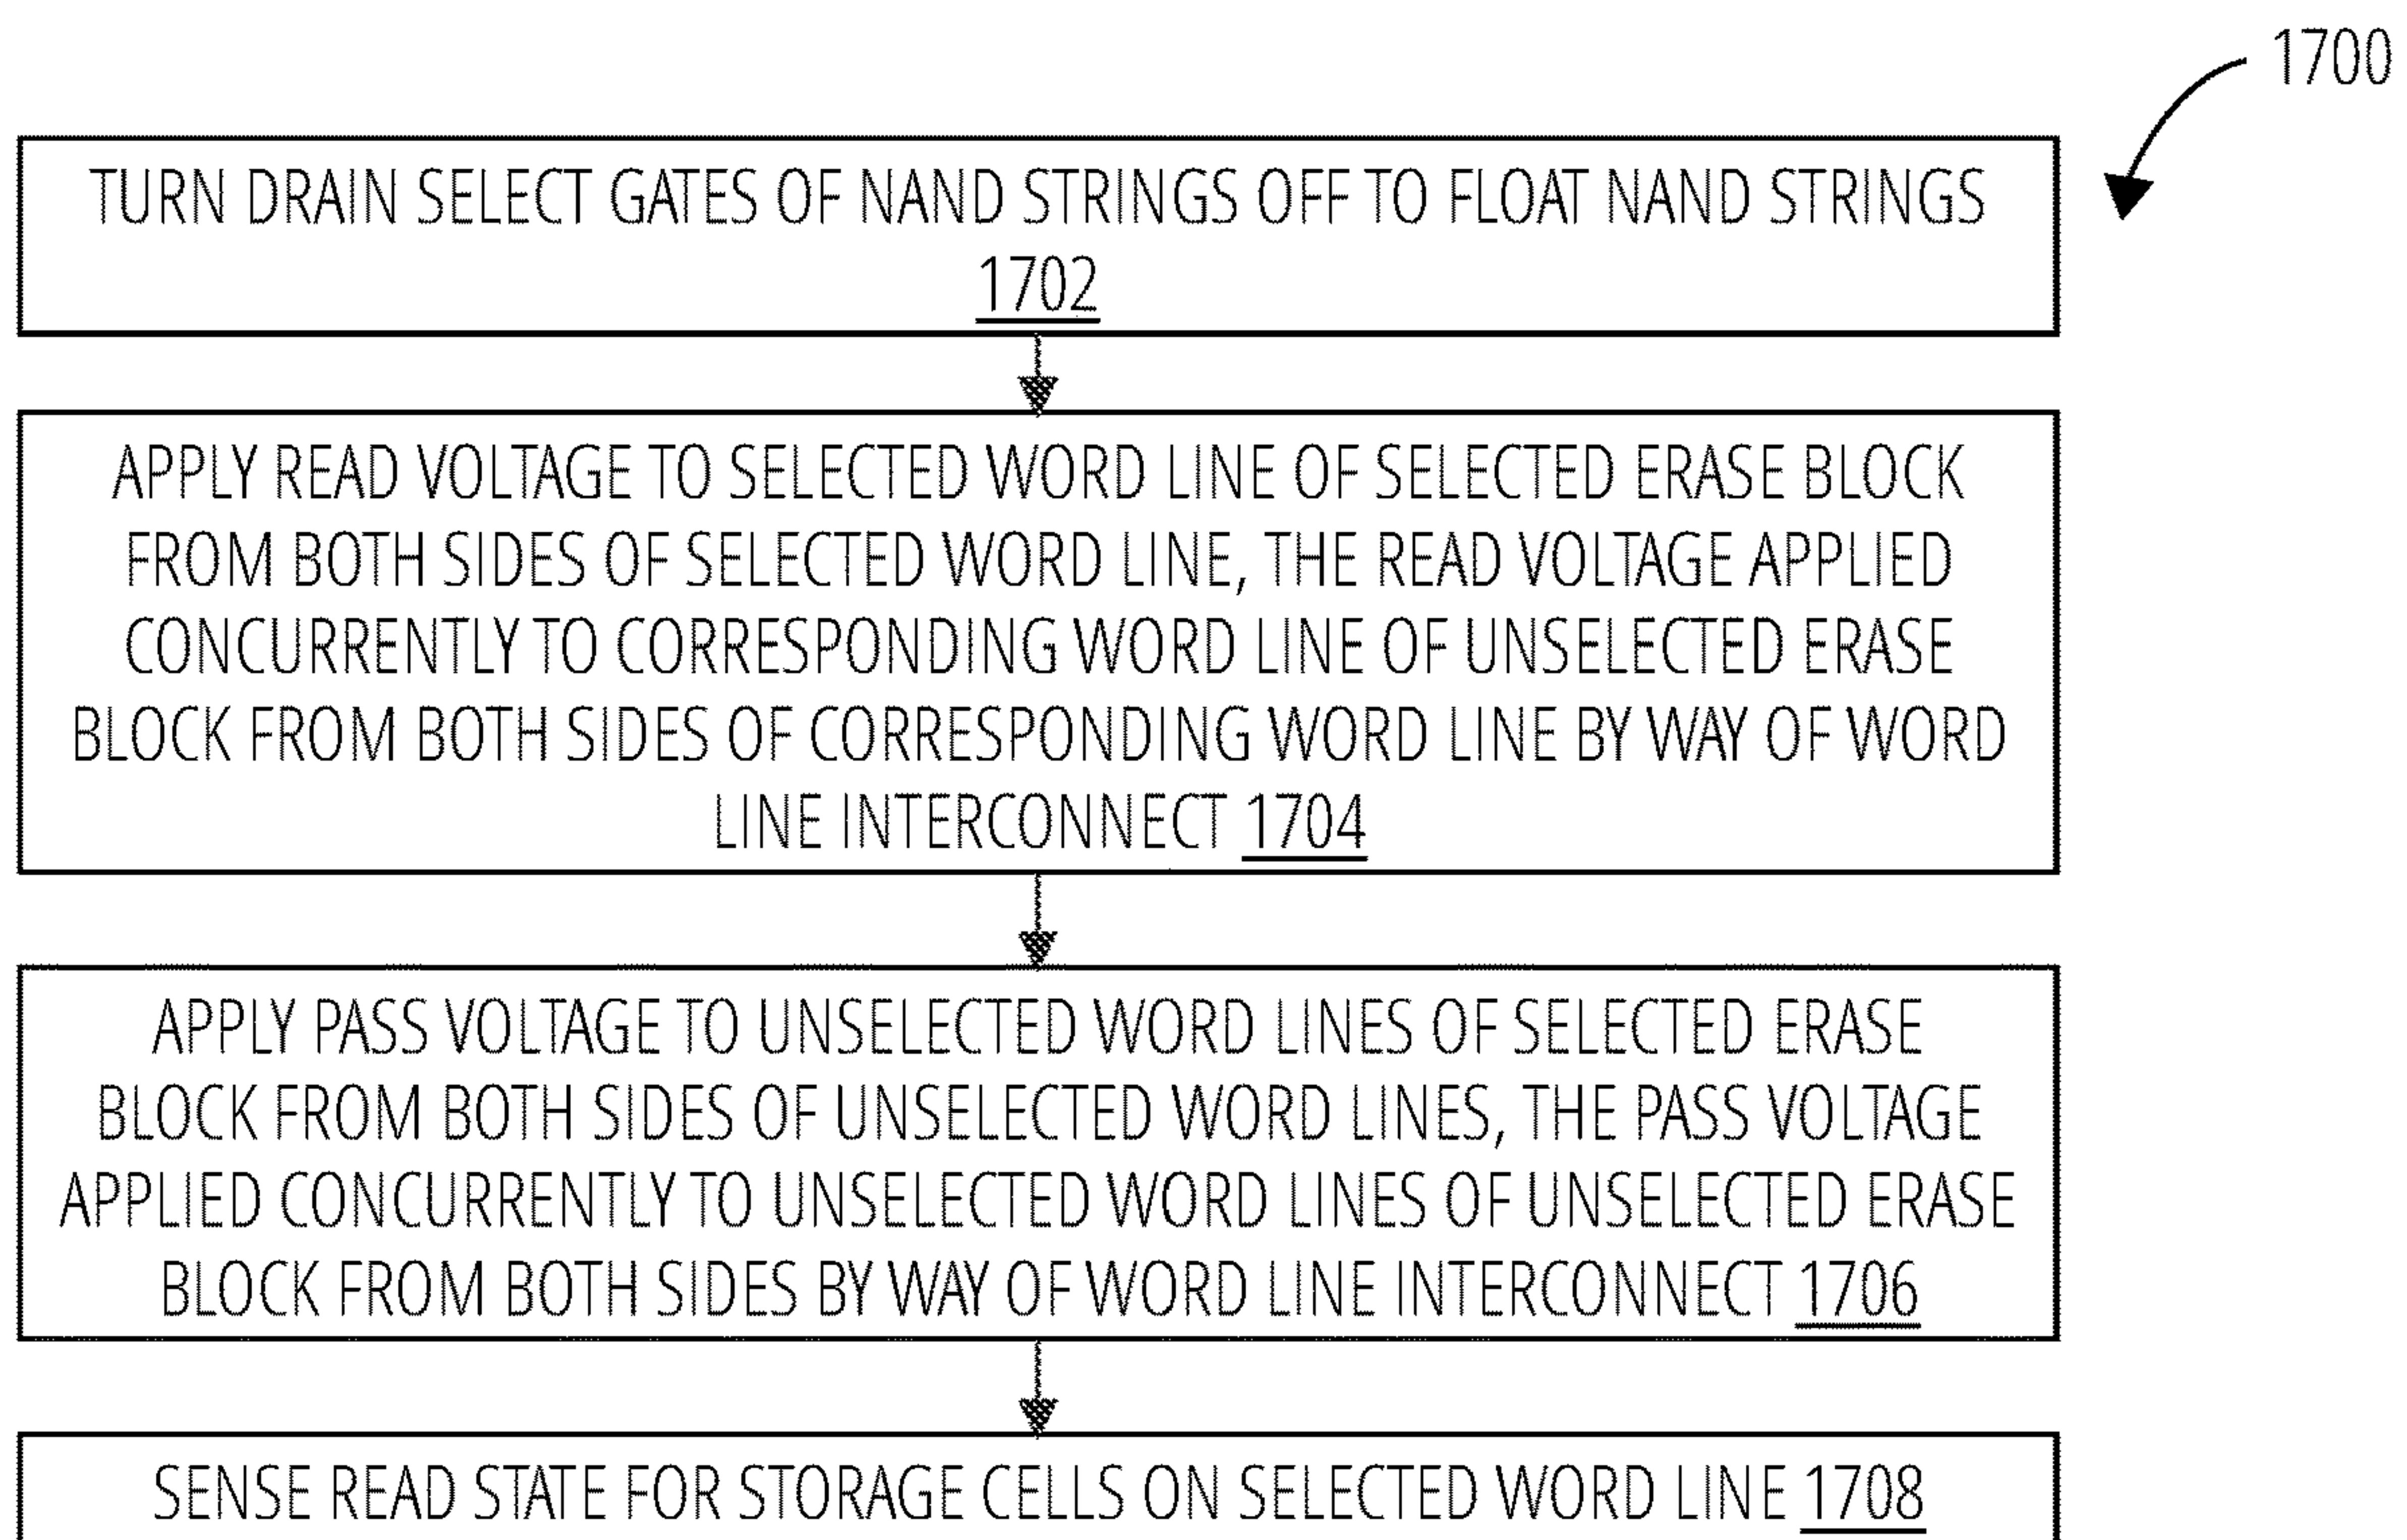 1700
TURN DRAIN SELECT GATES OF NAND STRINGS OFF TO FLOAT NAND STRINGS
1702
APPLY READ VOLTAGE TO SELECTED WORD LINE OF SELECTED ERASE BLOCK
FROM BOTH SIDES OF SELECTED WORD LINE, THE READ VOLTAGE APPLIED
CONCURRENTLY TO CORRESPONDING WORD LINE OF UNSELECTED ERASE
BLOCK FROM BOTH SIDES OF CORRESPONDING WORD LINE BY WAY OF WORD
LINE INTERCONNECT 1704
APPLY PASS VOLTAGE TO UNSELECTED WORD LINES OF SELECTED ERASE
BLOCK FROM BOTH SIDES OF UNSELECTED WORD LINES, THE PASS VOLTAGE
APPLIED CONCURRENTLY TO UNSELECTED WORD LINES OF UNSELECTED ERASE
BLOCK FROM BOTH SIDES BY WAY OF WORD LINE INTERCONNECT 1706
SENSE READ STATE FOR STORAGE CELLS ON SELECTED WORD LINE 1708